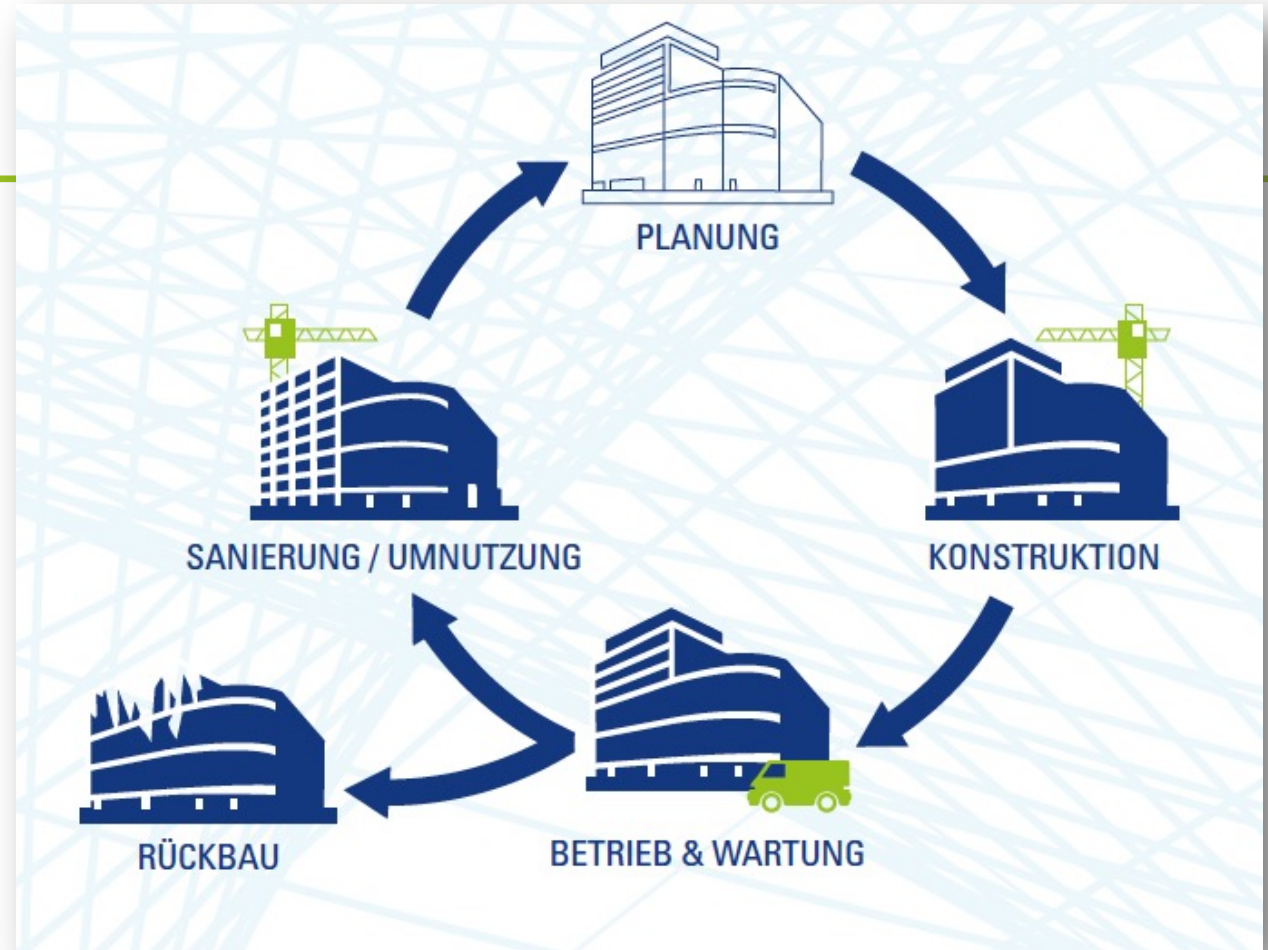 PLANUNG
SANIERUNG / UMNUTZUNG
KONSTRUKTION
RÜCKBAU
BETRIEB & WARTUNG